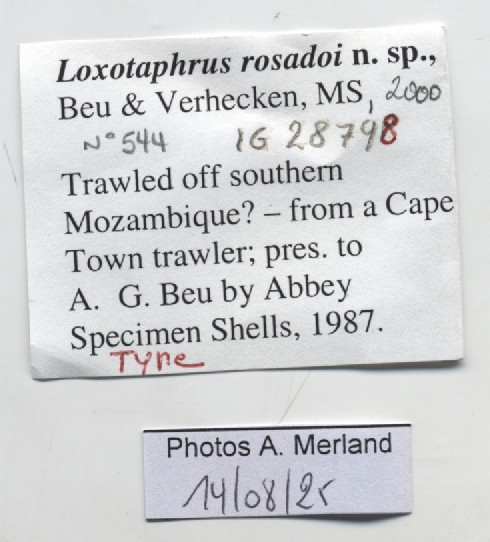 Loxotaphrus rosadoi n. sp.,
Beu & Verhecken, MS, 2000
N° 544 IG 28798
Trawled off southern
Mozambique? – from a Cape
Town trawler; pres. to
A. G. Beu by Abbey
Specimen Shells, 1987.
Type
Photos A. Merland
14/08/25